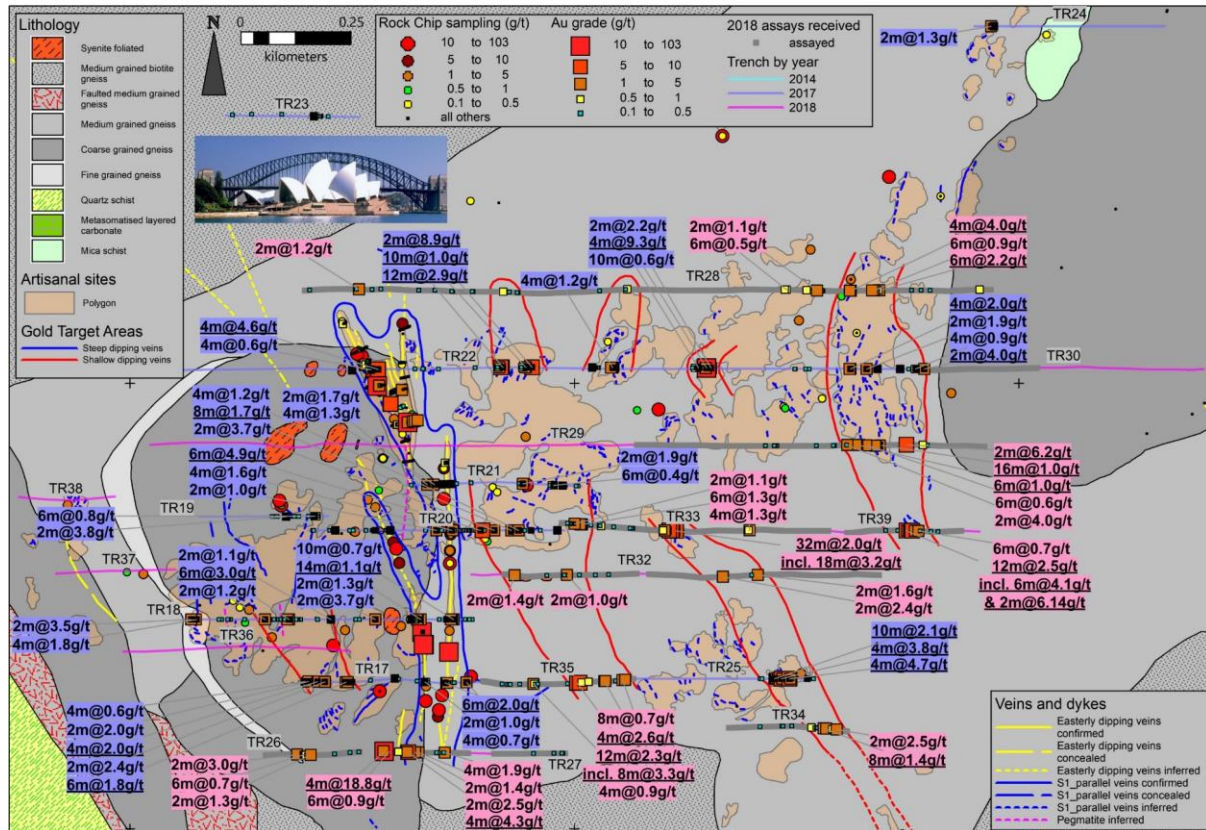 Lithology
Syenite foliated
Medium grained biotite
gneiss
Faulted medium grained
gneiss
Medium grained gneiss
Coarse grained gneiss
Fine grained gneiss
Quartz schist
Metasomatised layered
carbonate
Mica schist
Artisanal sites
Polygon
Gold Target Areas
Steep dipping veins
Shallow dipping veins
N
0 0.25
kilometers
Rock Chip sampling (g/t)
10 to 103
5 to 10
1 to 5
0.5 to 1
0.1 to 0.5
all others
Au grade (g/t)
10 to 103
5 to 10
1 to 5
0.5 to 1
0.1 to 0.5
2018 assays received
assayed
Trench by year
2014
2017
2018
TR24
2m@1.3g/t
TR23
2m@1.2g/t
2m@8.9g/t
10m@1.0g/t
12m@2.9g/t
4m@1.2g/t
2m@2.2g/t
4m@9.3g/t
10m@0.6g/t
2m@1.1g/t
6m@0.5g/t
TR28
4m@4.0g/t
6m@0.9g/t
6m@2.2g/t
4m@2.0g/t
2m@1.9g/t
4m@0.9g/t
2m@4.0g/t
TR30
4m@4.6g/t
4m@0.6g/t
TR22
4m@1.2g/t
8m@1.7g/t
2m@3.7g/t
2m@1.7g/t
4m@1.3g/t
6m@4.9g/t
4m@1.6g/t
2m@1.0g/t
TR29
TR21
2m@1.9g/t
6m@0.4g/t
2m@6.2g/t
16m@1.0g/t
6m@1.0g/t
6m@0.6g/t
2m@4.0g/t
TR38
TR19
6m@0.8g/t
2m@3.8g/t
TR20
2m@1.1g/t
6m@1.3g/t
4m@1.3g/t
TR33
TR39
32m@2.0g/t
incl. 18m@3.2g/t
6m@0.7g/t
12m@2.5g/t
incl. 6m@4.1g/t
& 2m@6.14g/t
TR37
2m@1.1g/t
6m@3.0g/t
2m@1.2g/t
10m@0.7g/t
14m@1.1g/t
2m@1.3g/t
2m@3.7g/t
TR32
2m@1.4g/t
2m@1.0g/t
2m@1.6g/t
2m@2.4g/t
TR18
2m@3.5g/t
4m@1.8g/t
TR36
10m@2.1g/t
4m@3.8g/t
4m@4.7g/t
TR17
TR35
TR25
4m@0.6g/t
2m@2.0g/t
4m@2.0g/t
2m@2.4g/t
6m@1.8g/t
TR26
2m@3.0g/t
6m@0.7g/t
2m@1.3g/t
4m@18.8g/t
6m@0.9g/t
6m@2.0g/t
2m@1.0g/t
4m@0.7g/t
4m@1.9g/t
2m@1.4g/t
2m@2.5g/t
4m@4.3g/t
TR27
8m@0.7g/t
4m@2.6g/t
12m@2.3g/t
incl. 8m@3.3g/t
4m@0.9g/t
TR34
2m@2.5g/t
8m@1.4g/t
Veins and dykes
Easterly dipping veins
confirmed
Easterly dipping veins
concealed
Easterly dipping veins inferred
S1_parallel veins confirmed
S1_parallel veins concealed
S1_parallel veins inferred
Pegmatite inferred